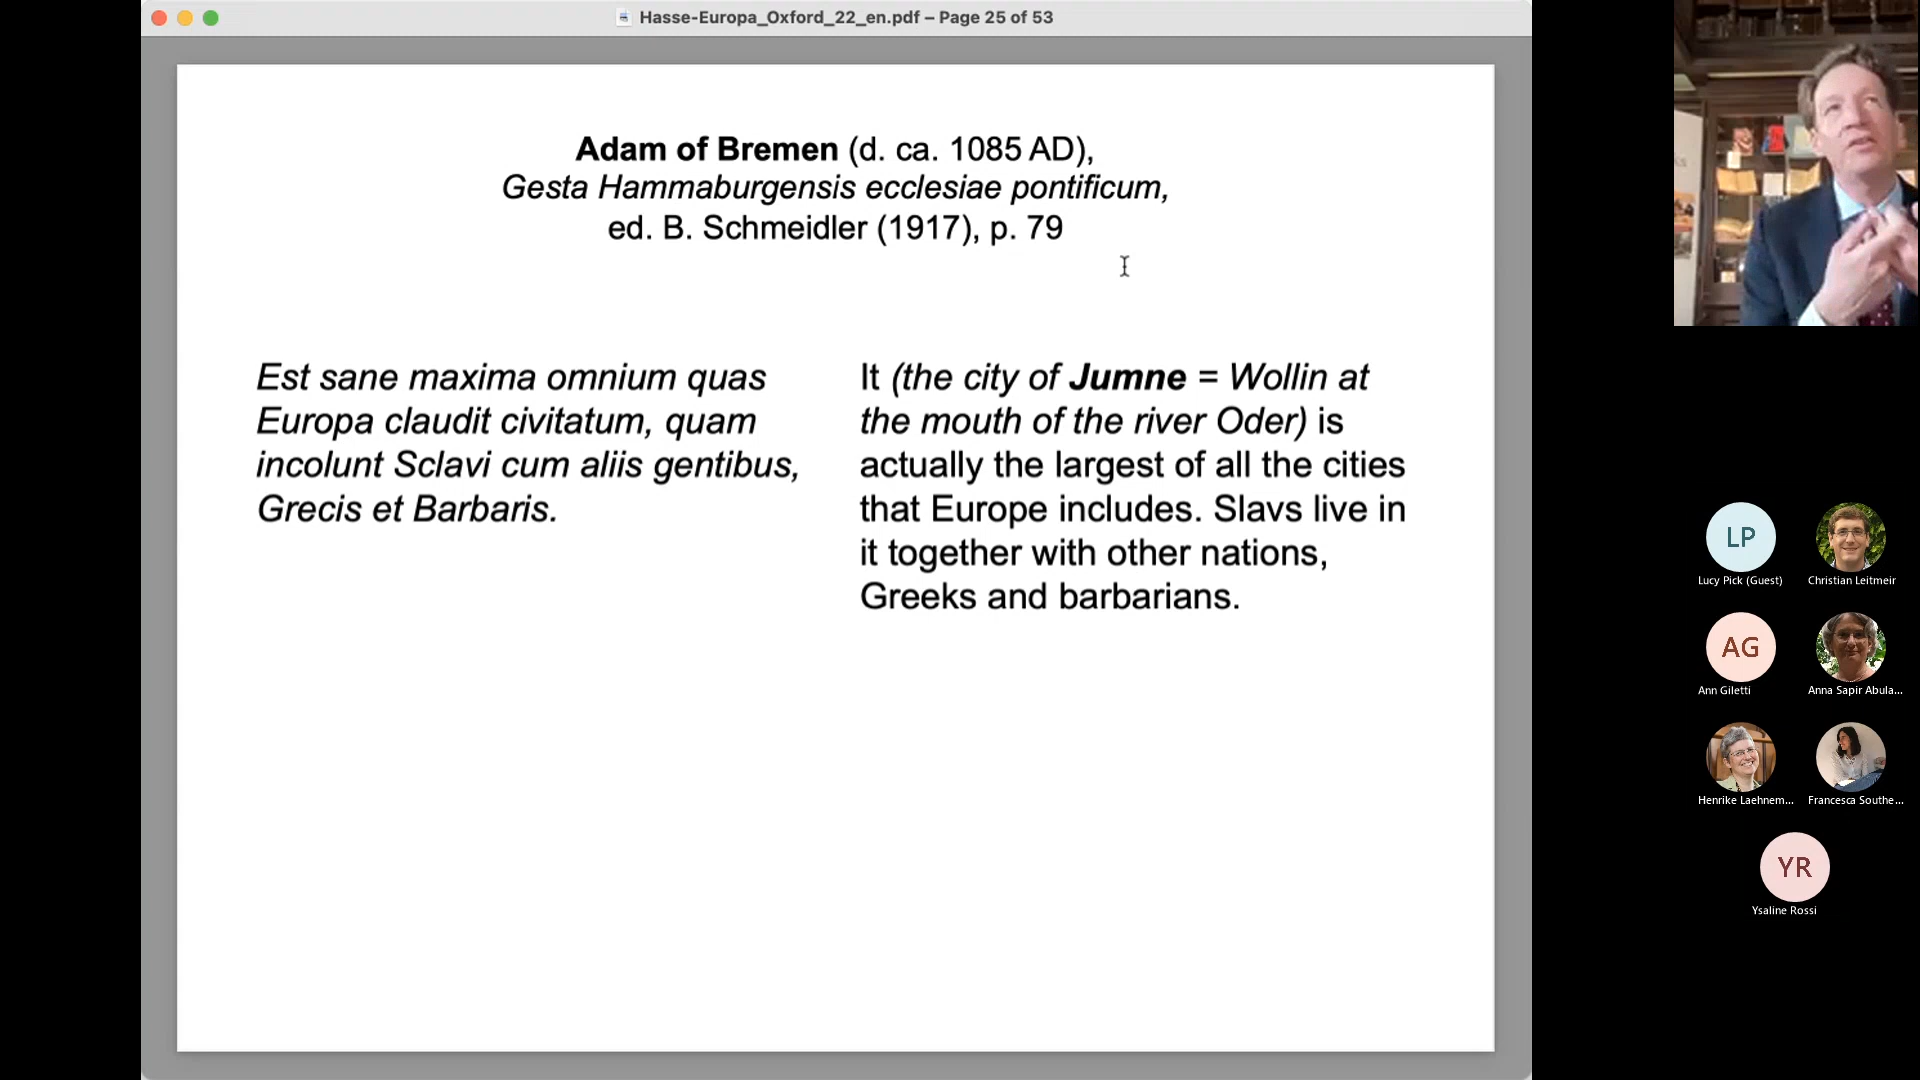 Hasse-Europa_Oxford_22_en.pdf – Page 25 of 53
Adam of Bremen (d. ca. 1085 AD),
Gesta Hammaburgensis ecclesiae pontificum,
ed. B. Schmeidler (1917), p. 79
Est sane maxima omnium quas
Europa claudit civitatum, quam
incolunt Sclavi cum aliis gentibus,
Grecis et Barbaris.
It (the city of Jumne = Wollin at
the mouth of the river Oder) is
actually the largest of all the cities
that Europe includes. Slavs live in
it together with other nations,
Greeks and barbarians.
LP
Lucy Pick (Guest)
Christian Leitmeir
AG
Ann Giletti
Anna Sapir Abula...
Henrike Laehnem...
Francesca Southe...
YR
Ysaline Rossi